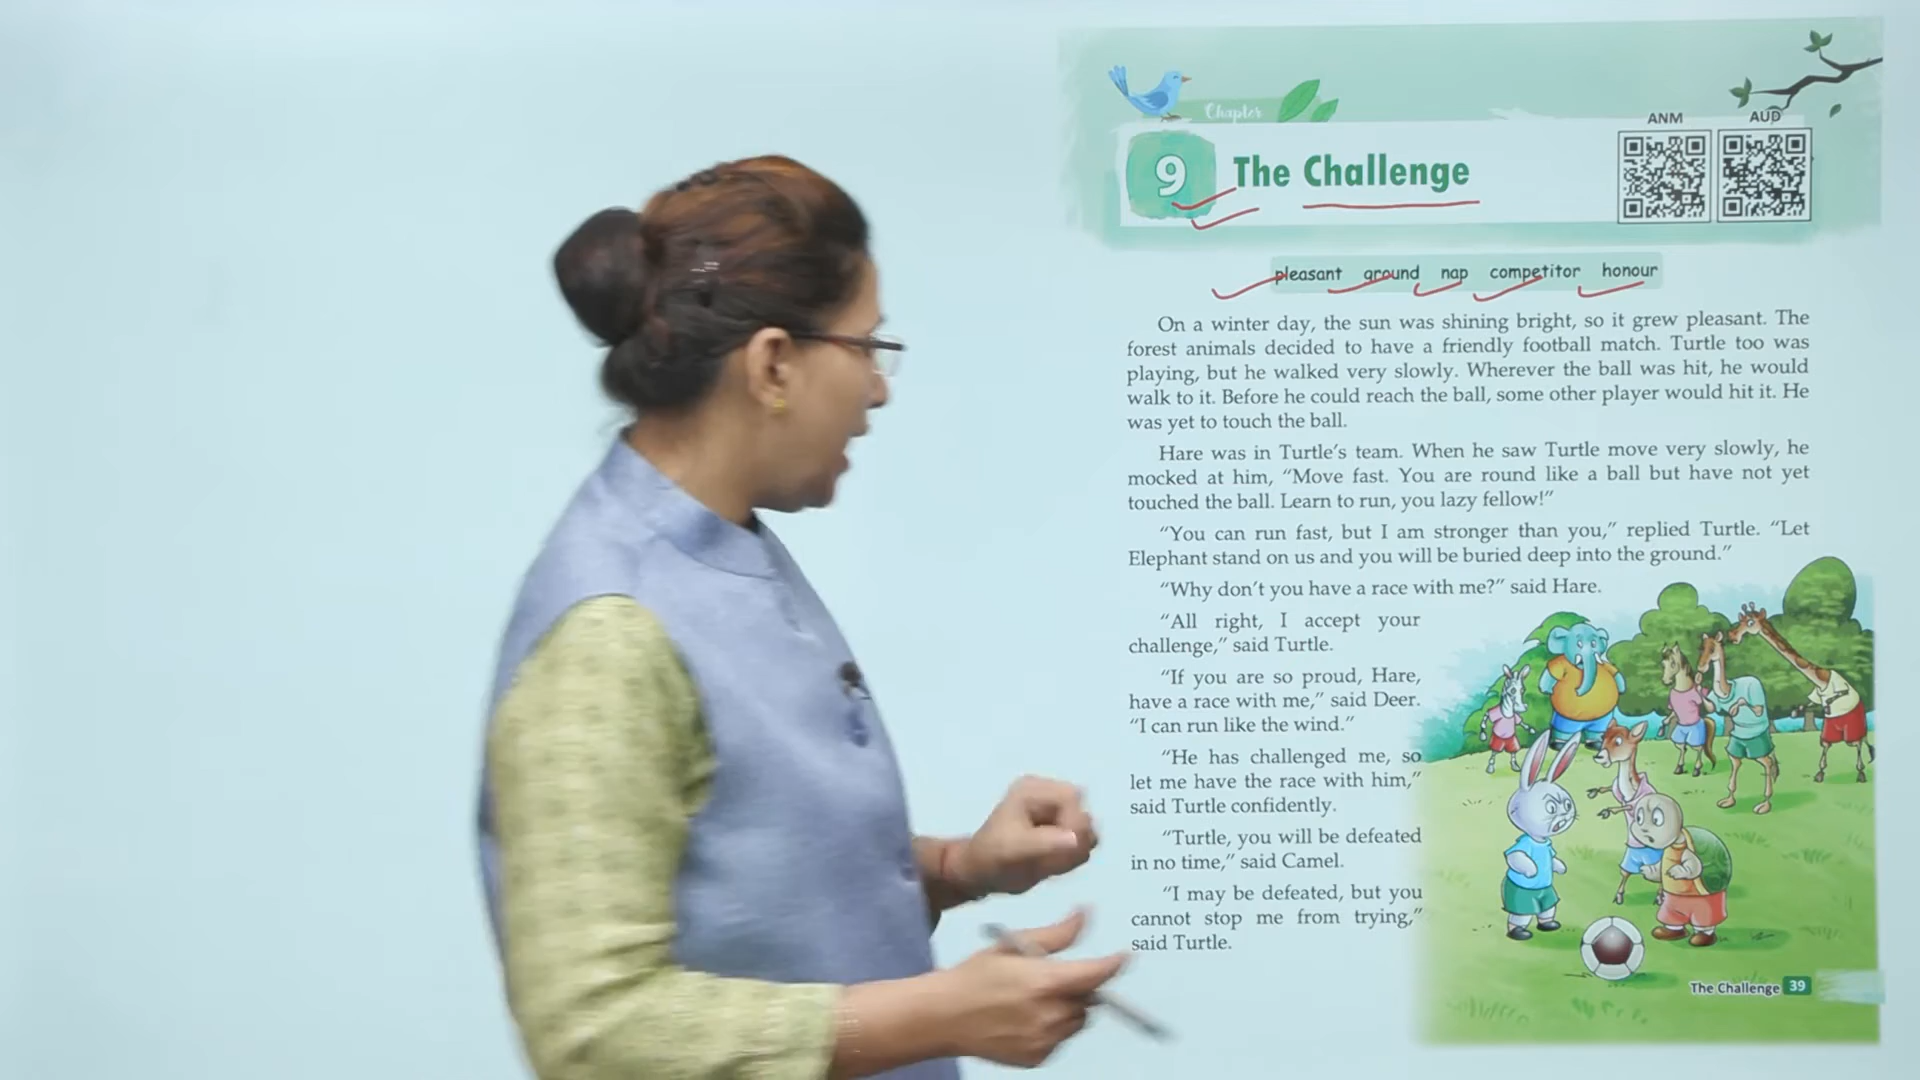 Chapter
ANM AUD
9 The Challenge
pleasant ground nap competitor honour
On a winter day, the sun was shining bright, so it grew pleasant. The
forest animals decided to have a friendly football match. Turtle too was
playing, but he walked very slowly. Wherever the ball was hit, he would
walk to it. Before he could reach the ball, some other player would hit it. He
was yet to touch the ball.
Hare was in Turtle’s team. When he saw Turtle move very slowly, he
mocked at him, “Move fast. You are round like a ball but have not yet
touched the ball. Learn to run, you lazy fellow!”
“You can run fast, but I am stronger than you,” replied Turtle. “Let
Elephant stand on us and you will be buried deep into the ground.”
“Why don’t you have a race with me?” said Hare.
“All right, I accept your
challenge,” said Turtle.
“If you are so proud, Hare,
have a race with me,” said Deer.
“I can run like the wind.”
“He has challenged me, so
let me have the race with him,”
said Turtle confidently.
“Turtle, you will be defeated
in no time,” said Camel.
“I may be defeated, but you
cannot stop me from trying,”
said Turtle.
The Challenge 39